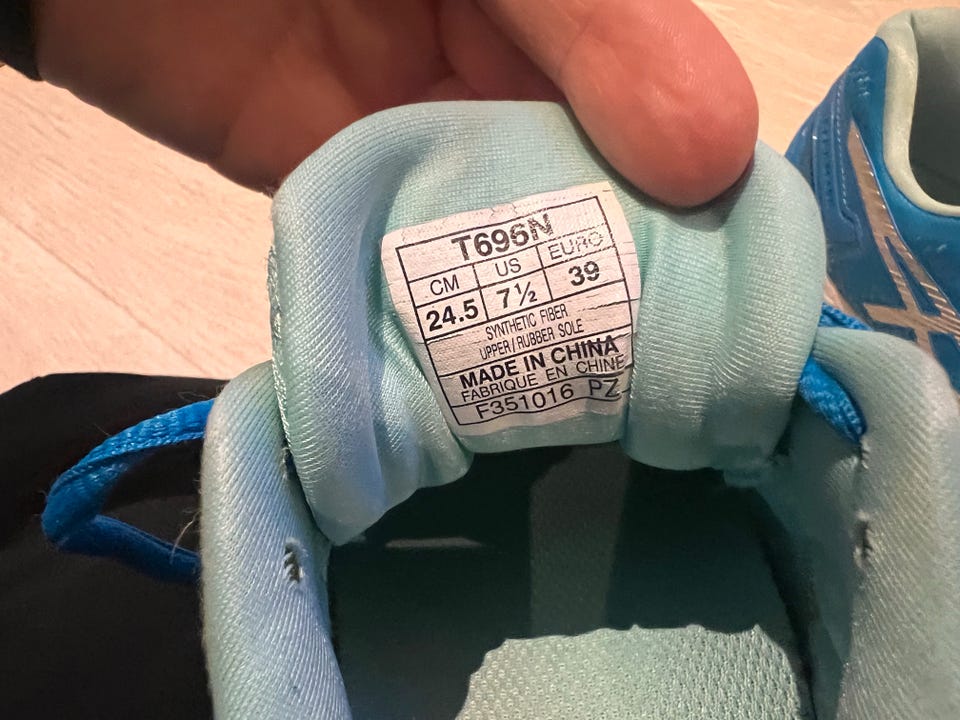 T696N
CM US EURO
24.5 7½ 39
SYNTHETIC FIBER
UPPER/RUBBER SOLE
MADE IN CHINA
FABRIQUE EN CHINE
F351016 PZ